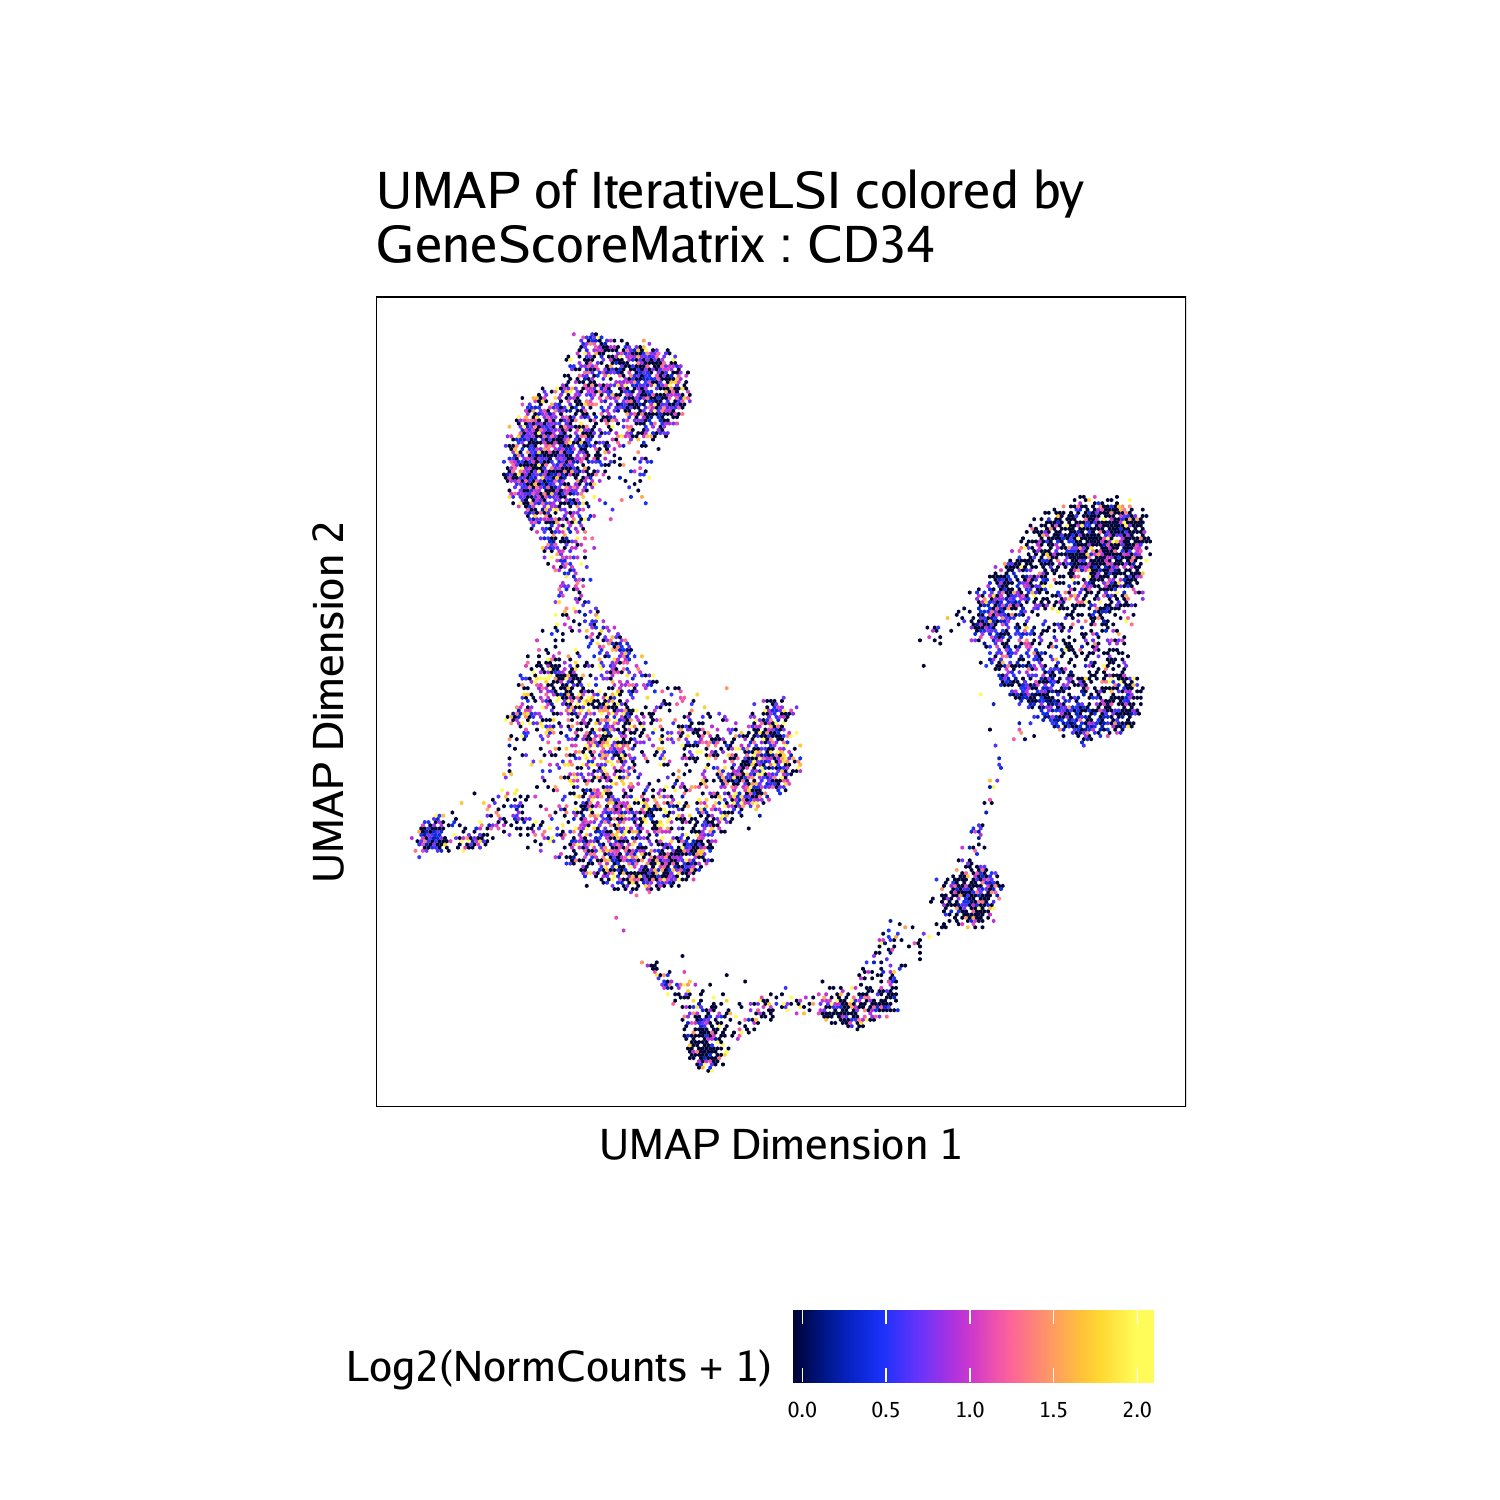 UMAP of IterativeLSI colored by
GeneScoreMatrix : CD34
UMAP Dimension 2
UMAP Dimension 1
Log2(NormCounts + 1)
0.0 0.5 1.0 1.5 2.0